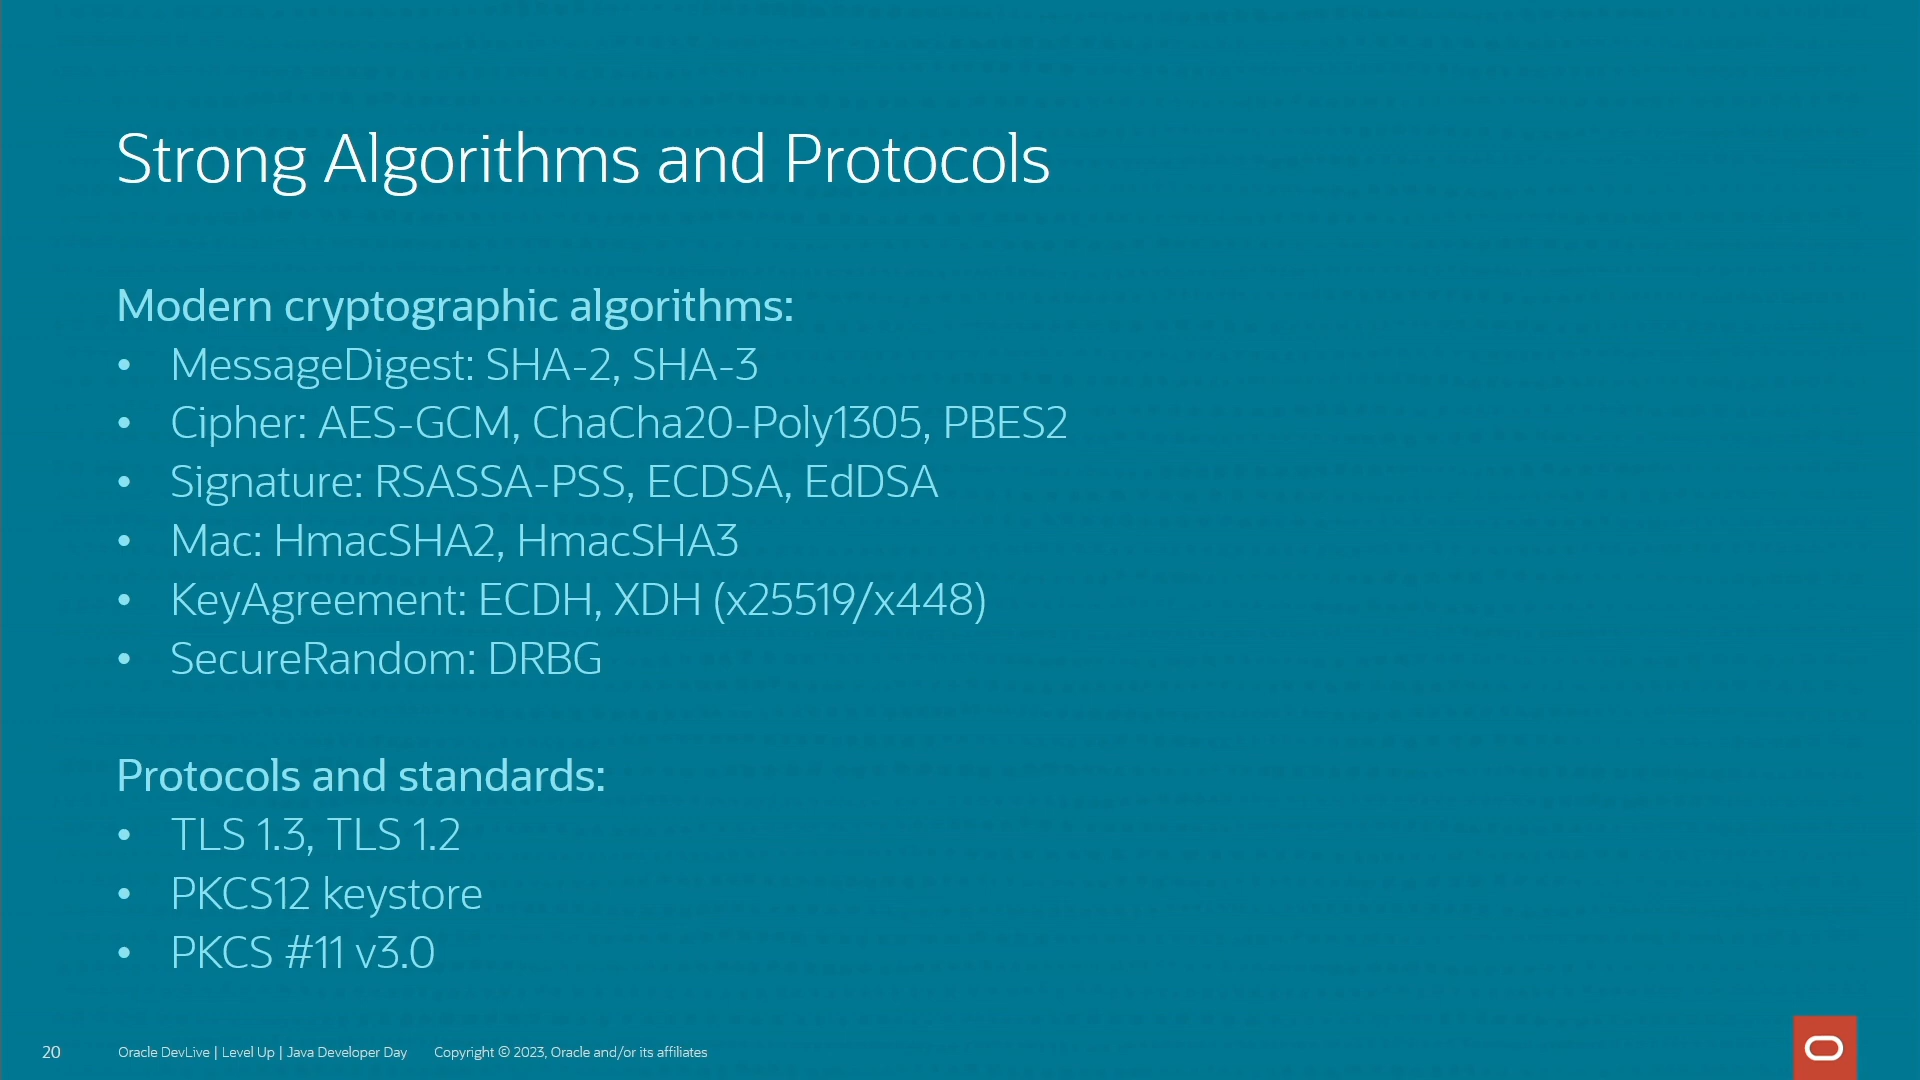 Strong Algorithms and Protocols
Modern cryptographic algorithms:
• MessageDigest: SHA-2, SHA-3
• Cipher: AES-GCM, ChaCha20-Poly1305, PBES2
• Signature: RSASSA-PSS, ECDSA, EdDSA
• Mac: HmacSHA2, HmacSHA3
• KeyAgreement: ECDH, XDH (x25519/x448)
• SecureRandom: DRBG
Protocols and standards:
• TLS 1.3, TLS 1.2
• PKCS12 keystore
• PKCS #11 v3.0
20 Oracle DevLive | Level Up | Java Developer Day Copyright © 2023, Oracle and/or its affiliates